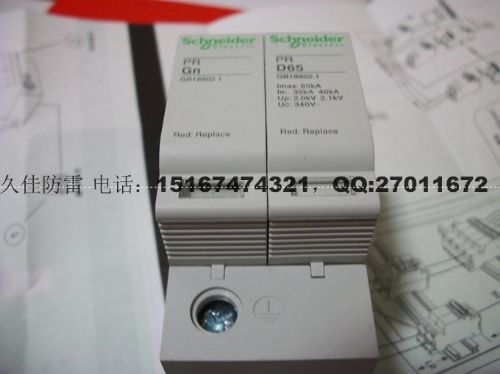 Schneider
Electric
PR
Gn
GB18802.1
Red: Replace
Schneider
Electric
PR
D65
GB18802.1
Imax: 65kA
In: 35kA 40kA
Up: 2.0kV 2.1kV
Uc: 340V~
Red: Replace
久佳防雷 电话：15167474321，QQ:27011672